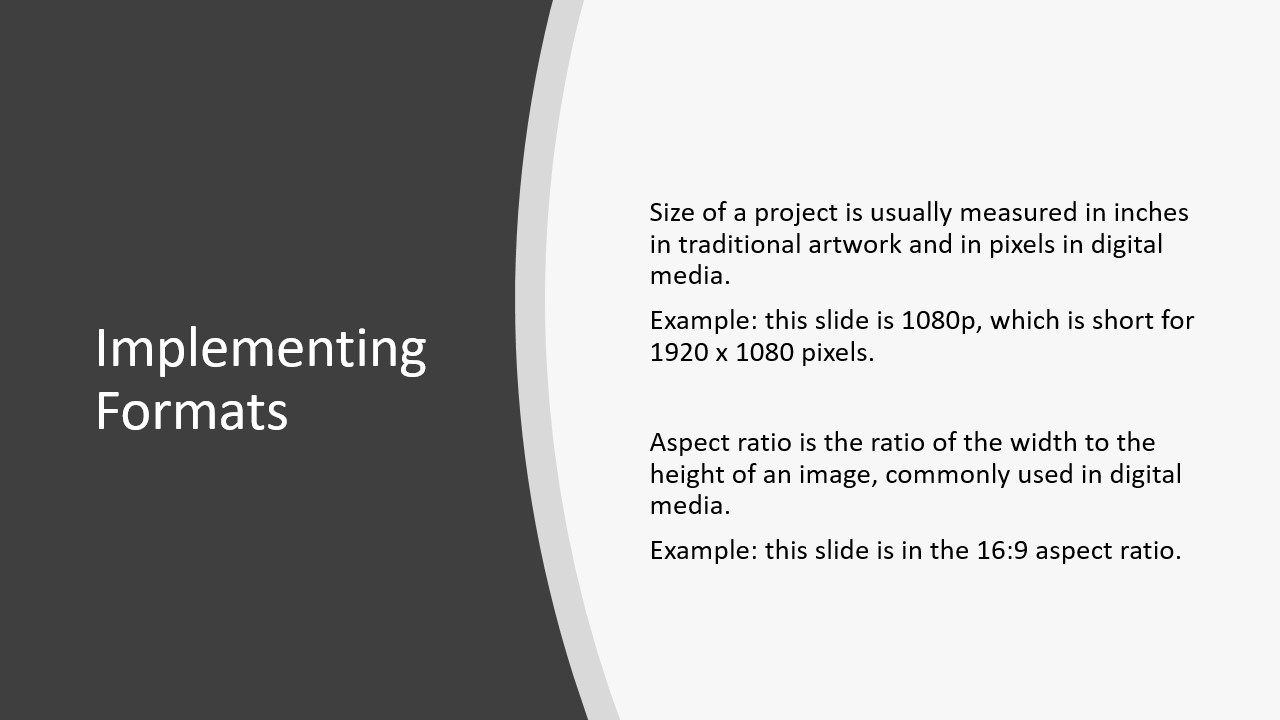 Implementing
Formats
Size of a project is usually measured in inches
in traditional artwork and in pixels in digital
media.
Example: this slide is 1080p, which is short for
1920 x 1080 pixels.
Aspect ratio is the ratio of the width to the
height of an image, commonly used in digital
media.
Example: this slide is in the 16:9 aspect ratio.